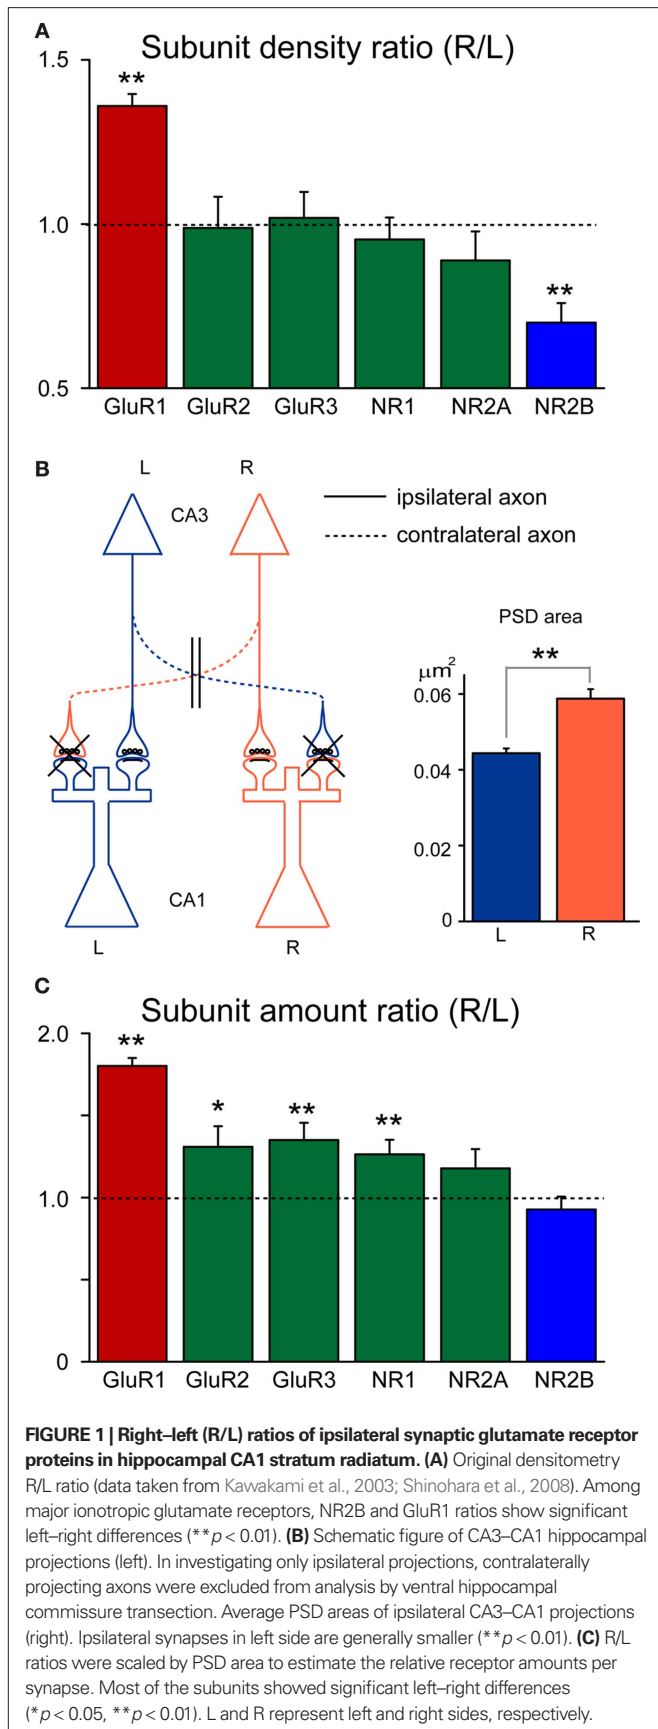 A
Subunit density ratio (R/L)
1.5
**
1.0
**
0.5
GluR1 GluR2 GluR3 NR1 NR2A NR2B
B
L R
CA3
ipsilateral axon
contralateral axon
PSD area
μm²
**
0.06
0.04
0.02
0
L R
CA1
L R
C
Subunit amount ratio (R/L)
2.0
**
* ** **
1.0
0
GluR1 GluR2 GluR3 NR1 NR2A NR2B
FIGURE 1 | Right–left (R/L) ratios of ipsilateral synaptic glutamate receptor
proteins in hippocampal CA1 stratum radiatum. (A) Original densitometry
R/L ratio (data taken from Kawakami et al., 2003; Shinohara et al., 2008). Among
major ionotropic glutamate receptors, NR2B and GluR1 ratios show significant
left–right differences (**p < 0.01). (B) Schematic figure of CA3–CA1 hippocampal
projections (left). In investigating only ipsilateral projections, contralaterally
projecting axons were excluded from analysis by ventral hippocampal
commissure transection. Average PSD areas of ipsilateral CA3–CA1 projections
(right). Ipsilateral synapses in left side are generally smaller (**p < 0.01). (C) R/L
ratios were scaled by PSD area to estimate the relative receptor amounts per
synapse. Most of the subunits showed significant left–right differences
(*p < 0.05, **p < 0.01). L and R represent left and right sides, respectively.